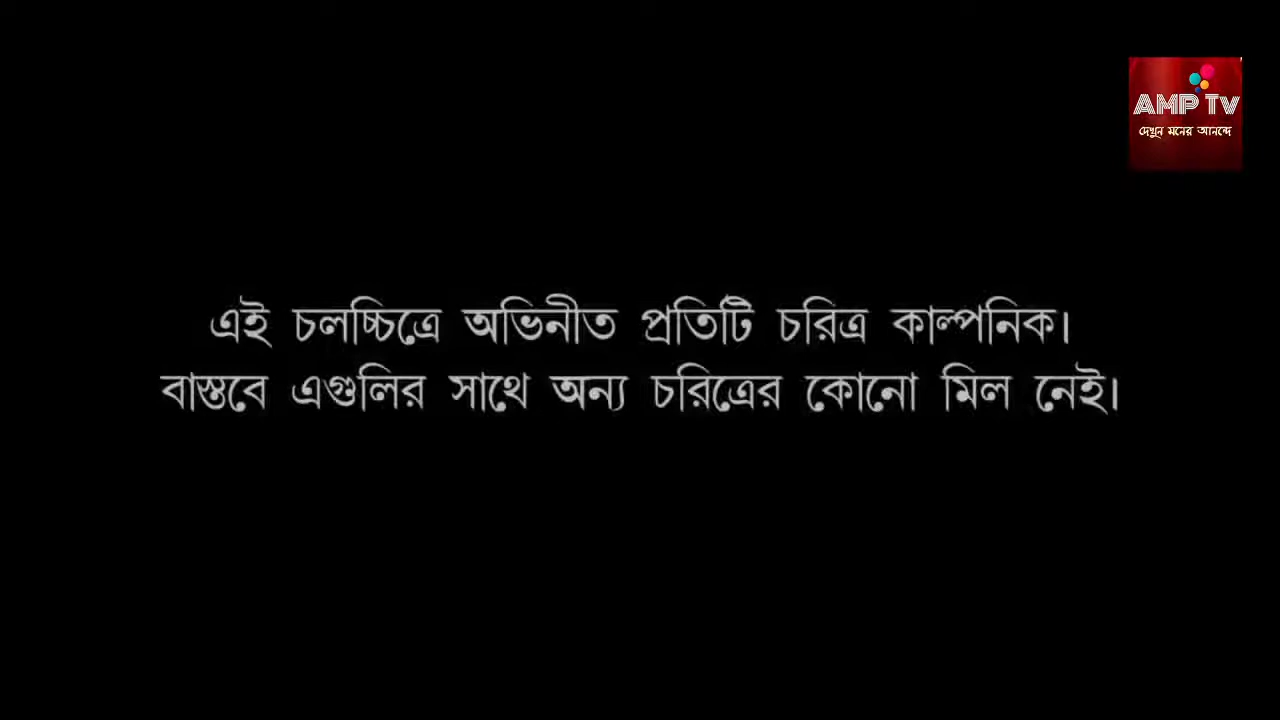 AMP TV
দেখুন মনের আনন্দে
এই চলচ্চিত্রে অভিনীত প্রতিটি চরিত্র কাল্পনিক।
বাস্তবে এগুলির সাথে অন্য চরিত্রের কোনো মিল নেই।